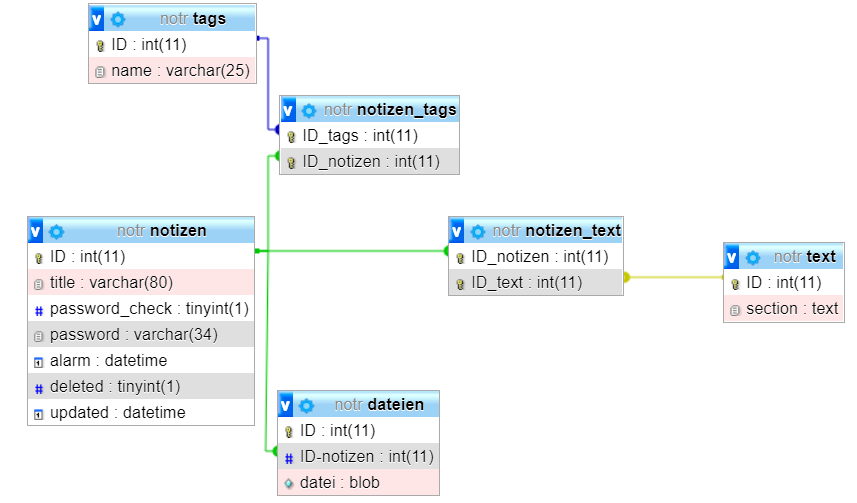 v notr tags
ID : int(11)
name : varchar(25)
v notr notizen_tags
ID_tags : int(11)
ID_notizen : int(11)
v notr notizen
ID : int(11)
title : varchar(80)
# password_check : tinyint(1)
password : varchar(34)
alarm : datetime
# deleted : tinyint(1)
updated : datetime
v notr notizen_text
ID_notizen : int(11)
ID_text : int(11)
v notr text
ID : int(11)
section : text
v notr dateien
ID : int(11)
# ID-notizen : int(11)
datei : blob